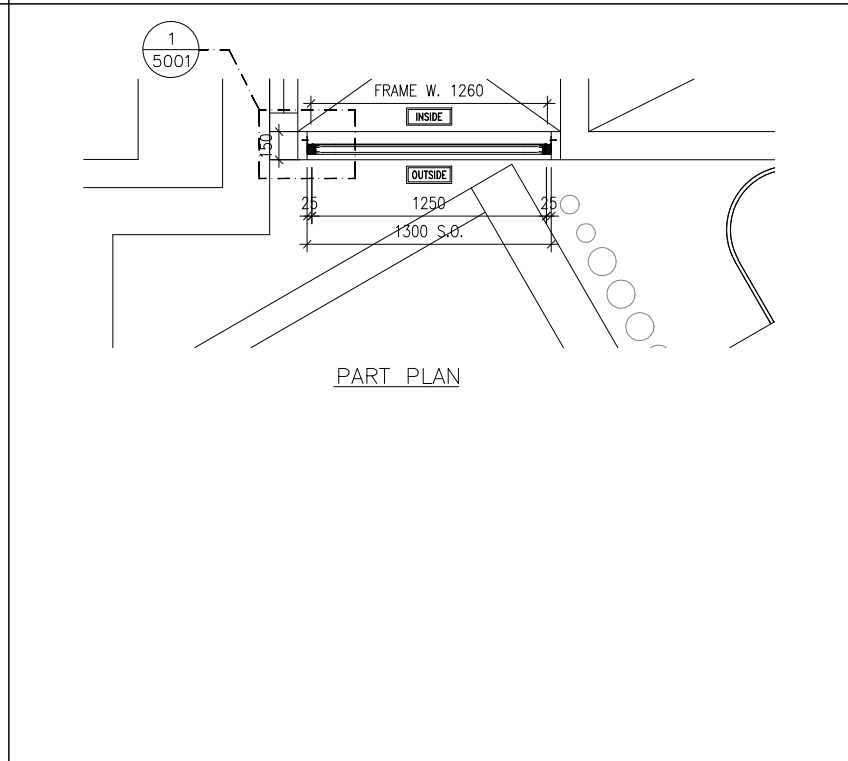 1
5001
FRAME W. 1260
INSIDE
150
OUTSIDE
25 1250 25
1300 S.O.
PART PLAN